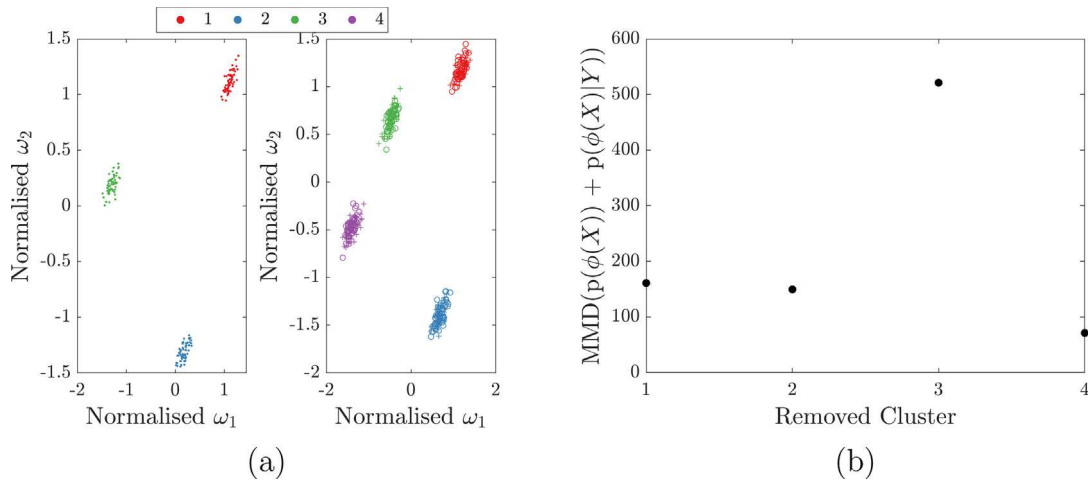 1 2 3 4
1.5
1
0.5
0
-0.5
-1
-1.5
-2 -1 0 1
Normalised ω₂
Normalised ω₁
1.5
1
0.5
0
-0.5
-1
-1.5
-2
-2 0 2
Normalised ω₂
Normalised ω₁
(a)
600
500
400
300
200
100
0
1 2 3 4
MMD(p(ϕ(X)) + p(ϕ(X)|Y))
Removed Cluster
(b)